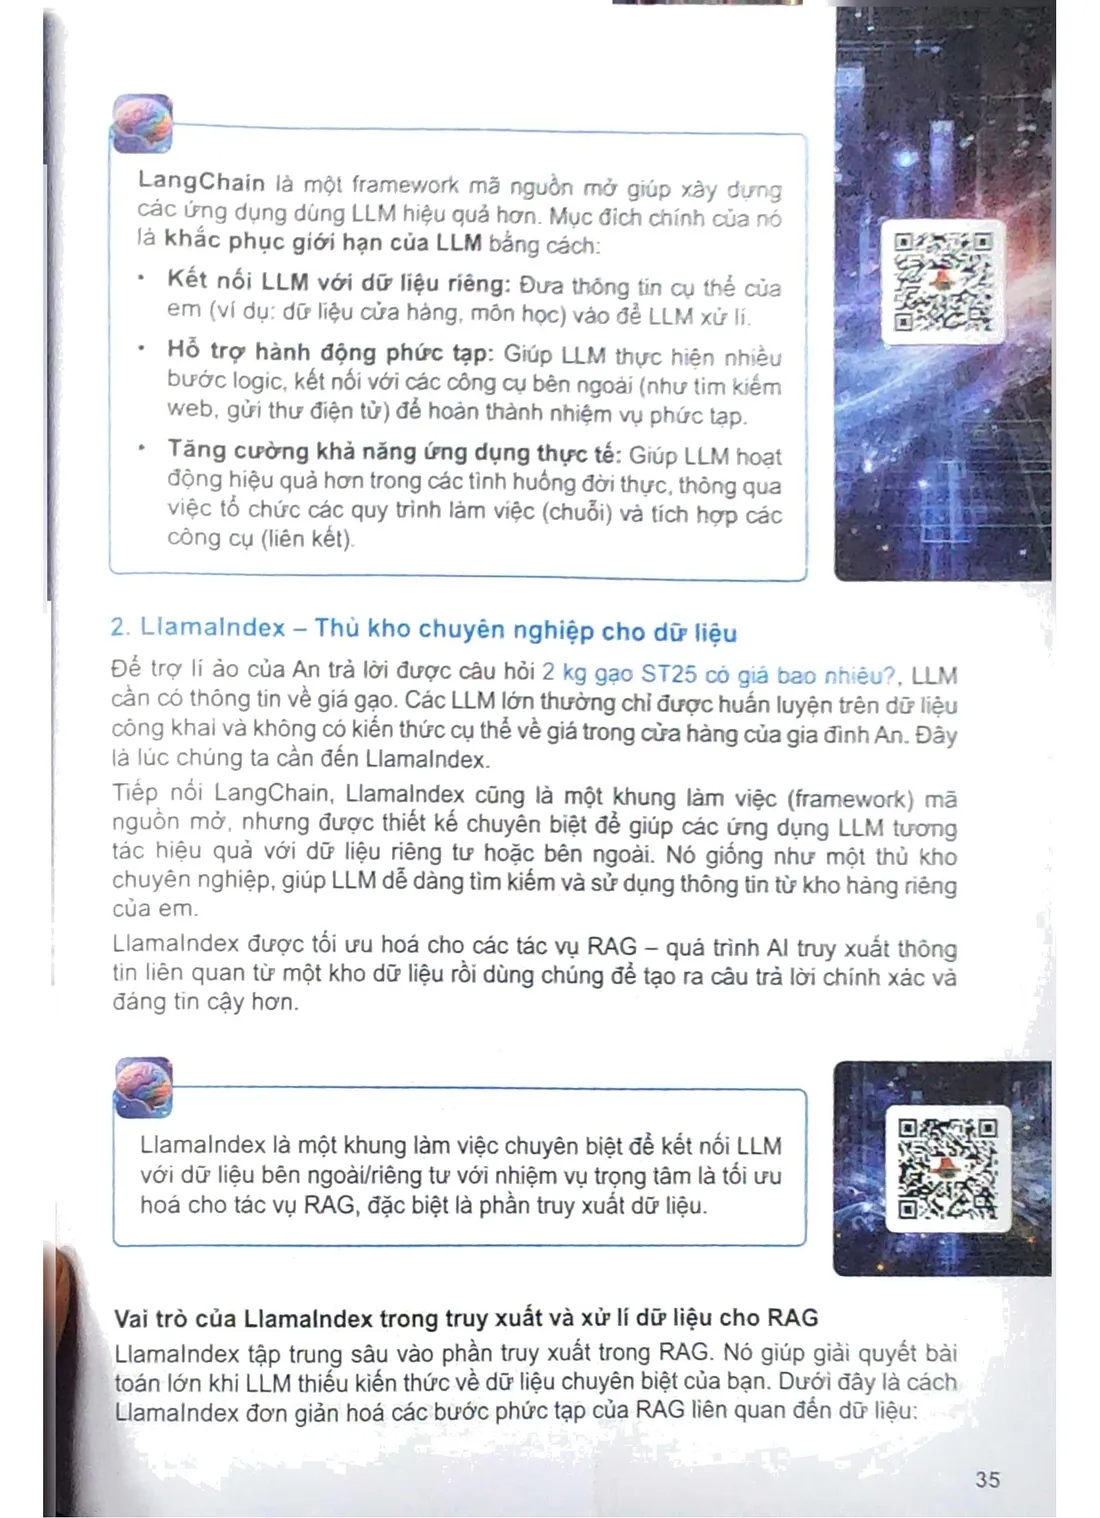 LangChain là một framework mã nguồn mở giúp xây dựng
các ứng dụng dùng LLM hiệu quả hơn. Mục đích chính của nó
là khắc phục giới hạn của LLM bằng cách:
• Kết nối LLM với dữ liệu riêng: Đưa thông tin cụ thể của
em (ví dụ: dữ liệu cửa hàng, môn học) vào để LLM xử lí.
• Hỗ trợ hành động phức tạp: Giúp LLM thực hiện nhiều
bước logic, kết nối với các công cụ bên ngoài (như tìm kiếm
web, gửi thư điện tử) để hoàn thành nhiệm vụ phức tạp.
• Tăng cường khả năng ứng dụng thực tế: Giúp LLM hoạt
động hiệu quả hơn trong các tình huống đời thực, thông qua
việc tổ chức các quy trình làm việc (chuỗi) và tích hợp các
công cụ (liên kết).
2. LlamaIndex – Thủ kho chuyên nghiệp cho dữ liệu
Để trợ lí ảo của An trả lời được câu hỏi 2 kg gạo ST25 có giá bao nhiêu?, LLM
cần có thông tin về giá gạo. Các LLM lớn thường chỉ được huấn luyện trên dữ liệu
công khai và không có kiến thức cụ thể về giá trong cửa hàng của gia đình An. Đây
là lúc chúng ta cần đến LlamaIndex.
Tiếp nối LangChain, LlamaIndex cũng là một khung làm việc (framework) mã
nguồn mở, nhưng được thiết kế chuyên biệt để giúp các ứng dụng LLM tương
tác hiệu quả với dữ liệu riêng tư hoặc bên ngoài. Nó giống như một thủ kho
chuyên nghiệp, giúp LLM dễ dàng tìm kiếm và sử dụng thông tin từ kho hàng riêng
của em.
LlamaIndex được tối ưu hoá cho các tác vụ RAG – quá trình AI truy xuất thông
tin liên quan từ một kho dữ liệu rồi dùng chúng để tạo ra câu trả lời chính xác và
đáng tin cậy hơn.
LlamaIndex là một khung làm việc chuyên biệt để kết nối LLM
với dữ liệu bên ngoài/riêng tư với nhiệm vụ trọng tâm là tối ưu
hoá cho tác vụ RAG, đặc biệt là phần truy xuất dữ liệu.
Vai trò của LlamaIndex trong truy xuất và xử lí dữ liệu cho RAG
LlamaIndex tập trung sâu vào phần truy xuất trong RAG. Nó giúp giải quyết bài
toán lớn khi LLM thiếu kiến thức về dữ liệu chuyên biệt của bạn. Dưới đây là cách
LlamaIndex đơn giản hoá các bước phức tạp của RAG liên quan đến dữ liệu:
35